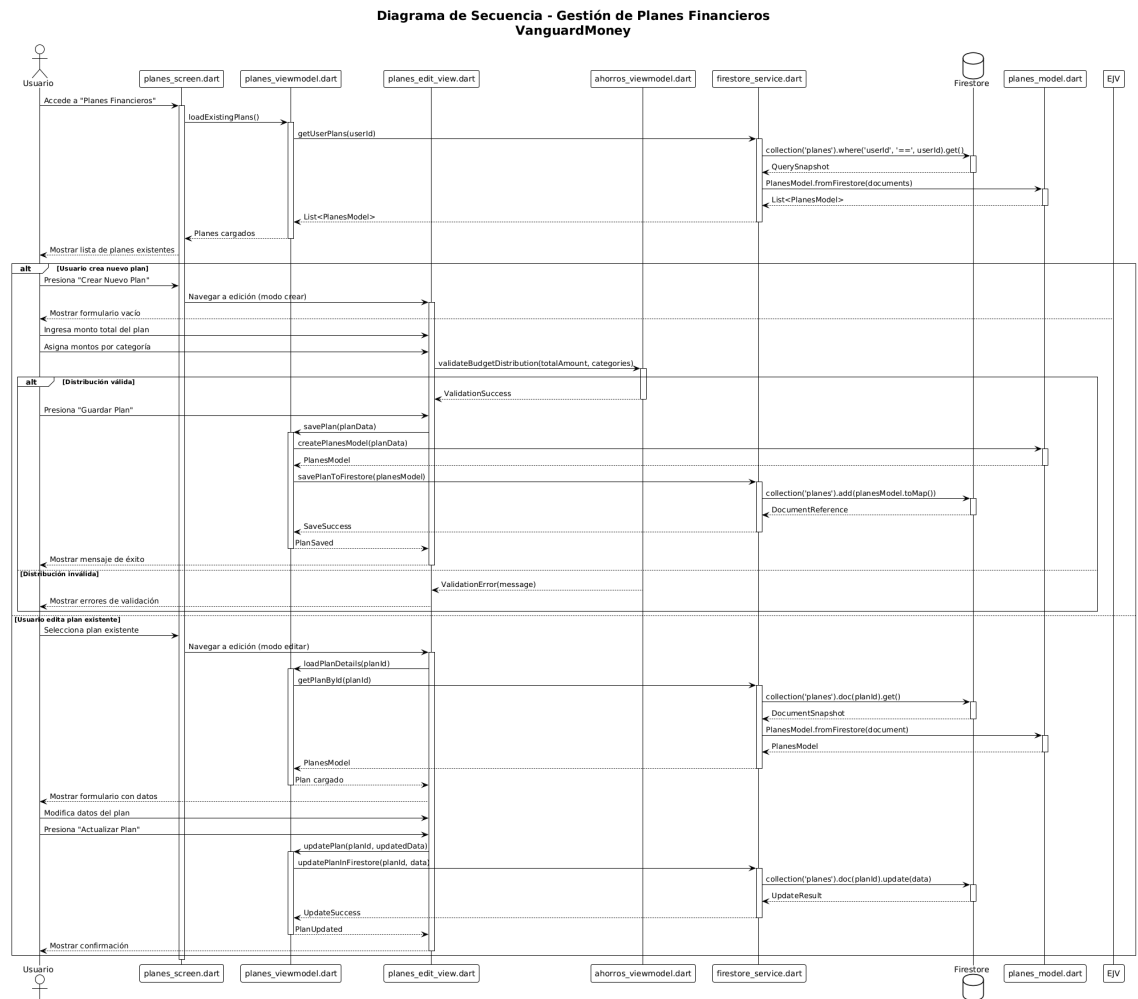 Diagrama de Secuencia - Gestión de Planes Financieros
VanguardMoney
Usuario
planes_screen.dart
planes_viewmodel.dart
planes_edit_view.dart
ahorros_viewmodel.dart
firestore_service.dart
Firestore
planes_model.dart
EJV
Accede a "Planes Financieros"
loadExistingPlans()
getUserPlans(userId)
collection('planes').where('userId', '==', userId).get()
QuerySnapshot
PlanesModel.fromFirestore(documents)
List<PlanesModel>
List<PlanesModel>
Planes cargados
Mostrar lista de planes existentes
alt [Usuario crea nuevo plan]
Presiona "Crear Nuevo Plan"
Navegar a edición (modo crear)
Mostrar formulario vacío
Ingresa monto total del plan
Asigna montos por categoría
validateBudgetDistribution(totalAmount, categories)
alt [Distribución válida]
ValidationSuccess
Presiona "Guardar Plan"
savePlan(planData)
createPlanesModel(planData)
PlanesModel
savePlanToFirestore(planesModel)
collection('planes').add(planesModel.toMap())
DocumentReference
SaveSuccess
PlanSaved
Mostrar mensaje de éxito
[Distribución inválida]
ValidationError(message)
Mostrar errores de validación
[Usuario edita plan existente]
Selecciona plan existente
Navegar a edición (modo editar)
loadPlanDetails(planId)
getPlanById(planId)
collection('planes').doc(planId).get()
DocumentSnapshot
PlanesModel.fromFirestore(document)
PlanesModel
PlanesModel
Plan cargado
Mostrar formulario con datos
Modifica datos del plan
Presiona "Actualizar Plan"
updatePlan(planId, updatedData)
updatePlanInFirestore(planId, data)
collection('planes').doc(planId).update(data)
UpdateResult
UpdateSuccess
PlanUpdated
Mostrar confirmación
Usuario
planes_screen.dart
planes_viewmodel.dart
planes_edit_view.dart
ahorros_viewmodel.dart
firestore_service.dart
Firestore
planes_model.dart
EJV